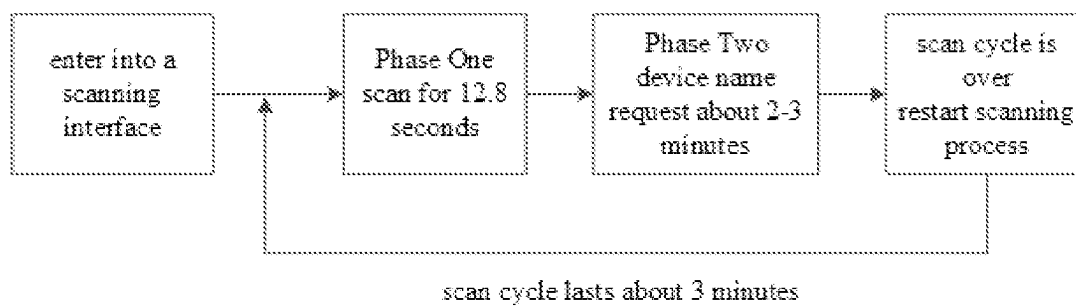 enter into a
scanning
interface
Phase One
scan for 12.8
seconds
Phase Two
device name
request about 2-3
minutes
scan cycle is
over
restart scanning
process
scan cycle lasts about 3 minutes